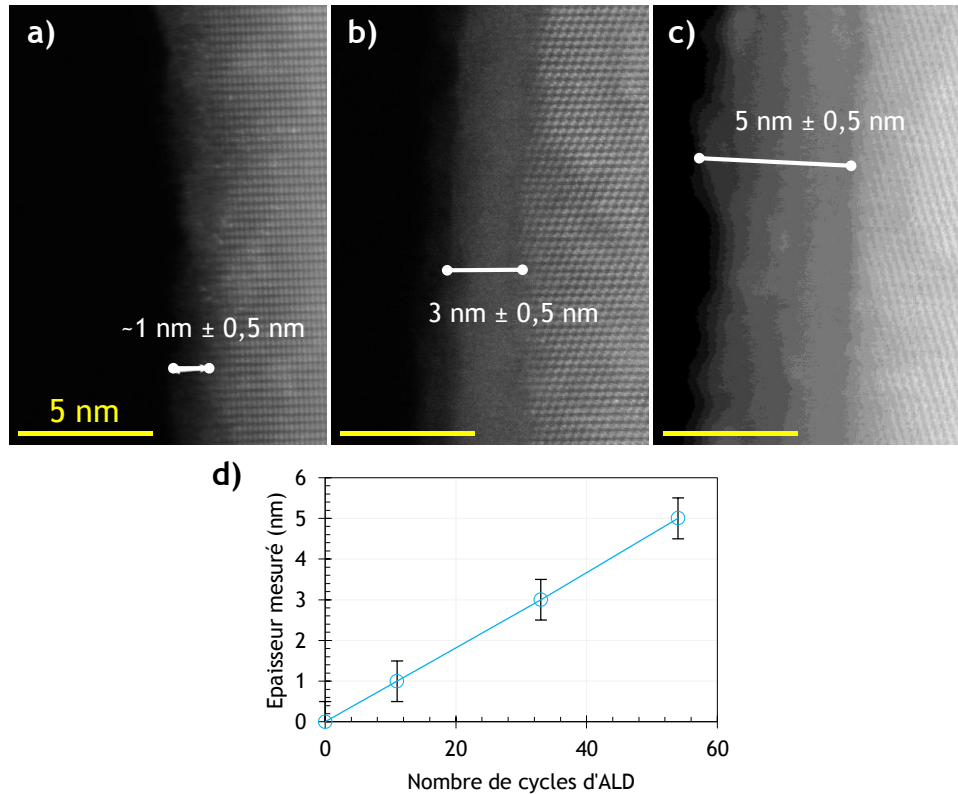 a)
b)
c)
5 nm ± 0,5 nm
3 nm ± 0,5 nm
~1 nm ± 0,5 nm
5 nm
d)
6
5
4
3
2
1
0
Epaisseur mesuré (nm)
0
20
40
60
Nombre de cycles d'ALD